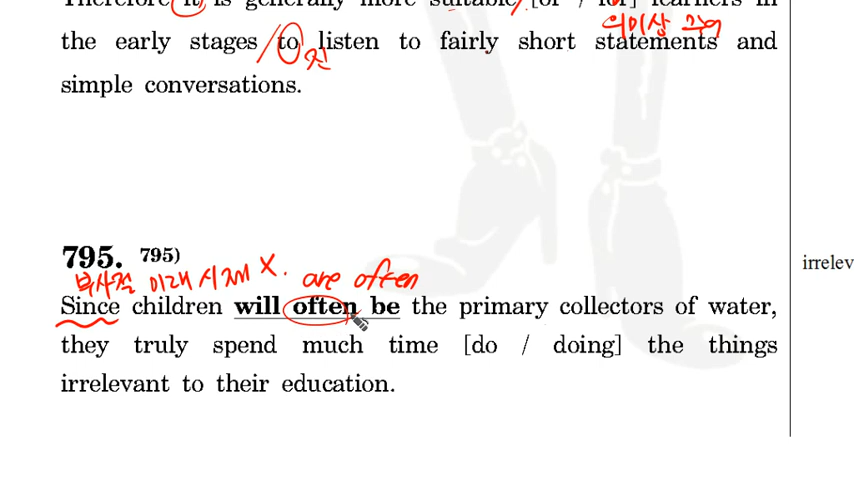 Therefore it is generally more suitable [of / for] learners in
의미상 주어
the early stages / to listen to fairly short statements and
진
simple conversations.
795. 795)
부사절 미래시제 X. are often
irrelev
Since children will often be the primary collectors of water,
they truly spend much time [do / doing] the things
irrelevant to their education.